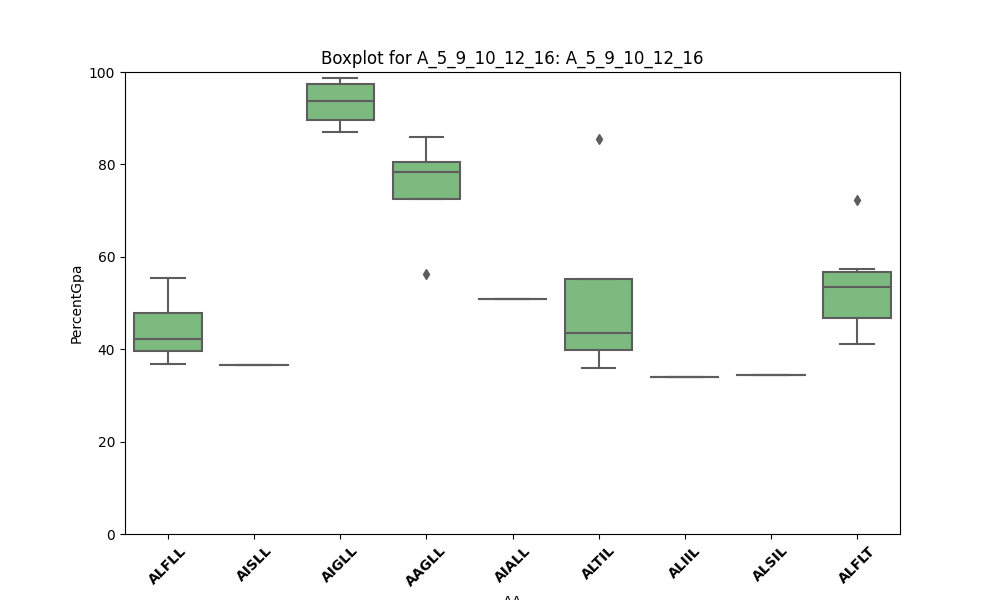 Boxplot for A_5_9_10_12_16: A_5_9_10_12_16
100
80
60
40
20
0
PercentGpa
ALFLL
AISLL
AIGLL
AAGLL
AIALL
ALTIL
ALIIL
ALSIL
ALFLT
AA